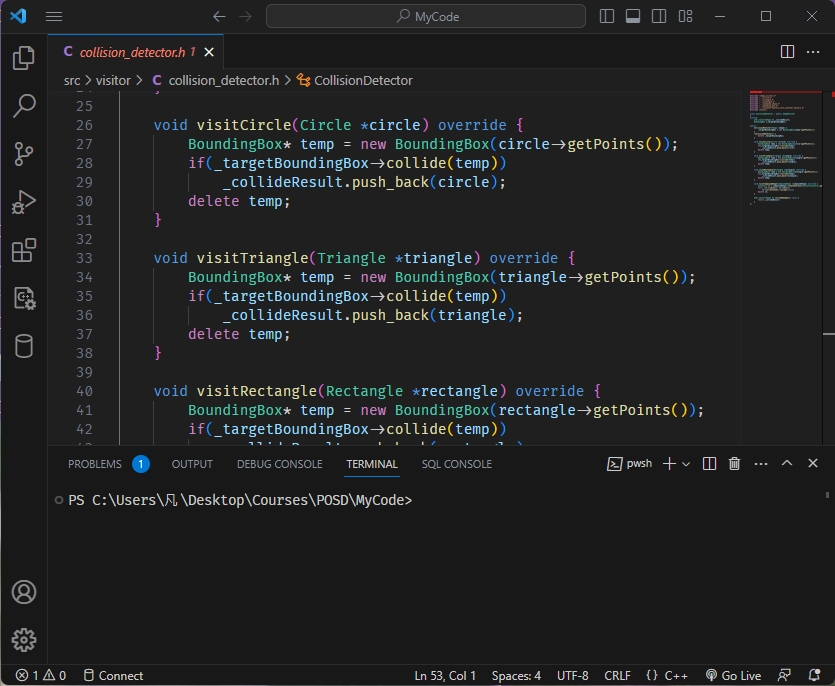 MyCode
C collision_detector.h 1
src > visitor > C collision_detector.h > CollisionDetector
25
26 void visitCircle(Circle *circle) override {
27 BoundingBox* temp = new BoundingBox(circle->getPoints());
28 if(_targetBoundingBox->collide(temp))
29 _collideResult.push_back(circle);
30 delete temp;
31 }
32
33 void visitTriangle(Triangle *triangle) override {
34 BoundingBox* temp = new BoundingBox(triangle->getPoints());
35 if(_targetBoundingBox->collide(temp))
36 _collideResult.push_back(triangle);
37 delete temp;
38 }
39
40 void visitRectangle(Rectangle *rectangle) override {
41 BoundingBox* temp = new BoundingBox(rectangle->getPoints());
42 if(_targetBoundingBox->collide(temp))
PROBLEMS 1 OUTPUT DEBUG CONSOLE TERMINAL SQL CONSOLE pwsh
PS C:\Users\凡\Desktop\Courses\POSD\MyCode>
1 0 Connect Ln 53, Col 1 Spaces: 4 UTF-8 CRLF {} C++ Go Live